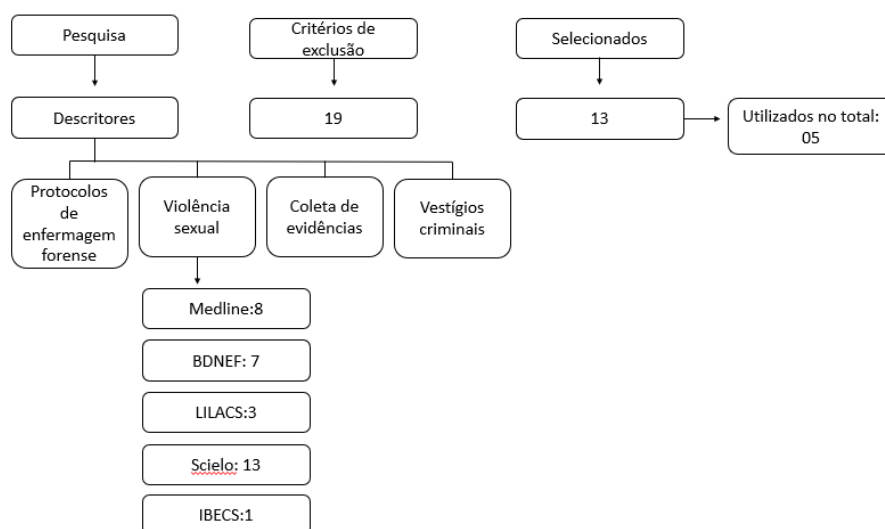 Pesquisa
Critérios de
exclusão
Selecionados
Descritores
19
13
Utilizados no total:
05
Protocolos
de
enfermagem
forense
Violência
sexual
Coleta de
evidências
Vestígios
criminais
Medline:8
BDNEF: 7
LILACS:3
Scielo: 13
IBECS:1